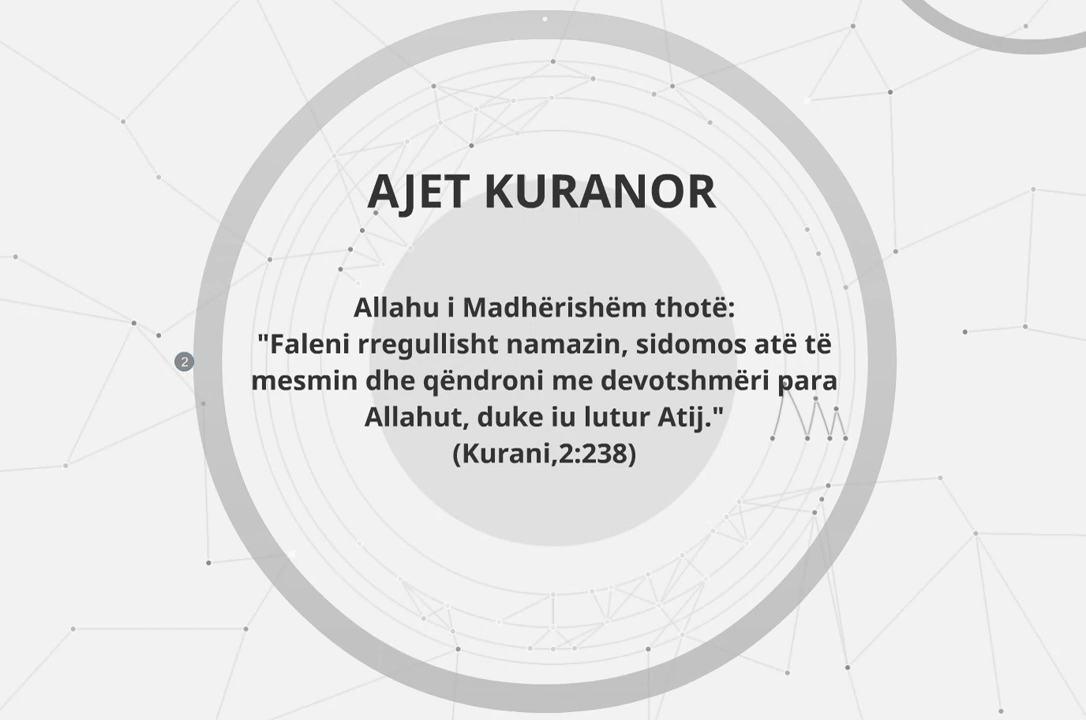 AJET KURANOR
Allahu i Madhërishëm thotë:
"Faleni rregullisht namazin, sidomos atë të
mesmin dhe qëndroni me devotshmëri para
Allahut, duke iu lutur Atij."
(Kurani,2:238)
2